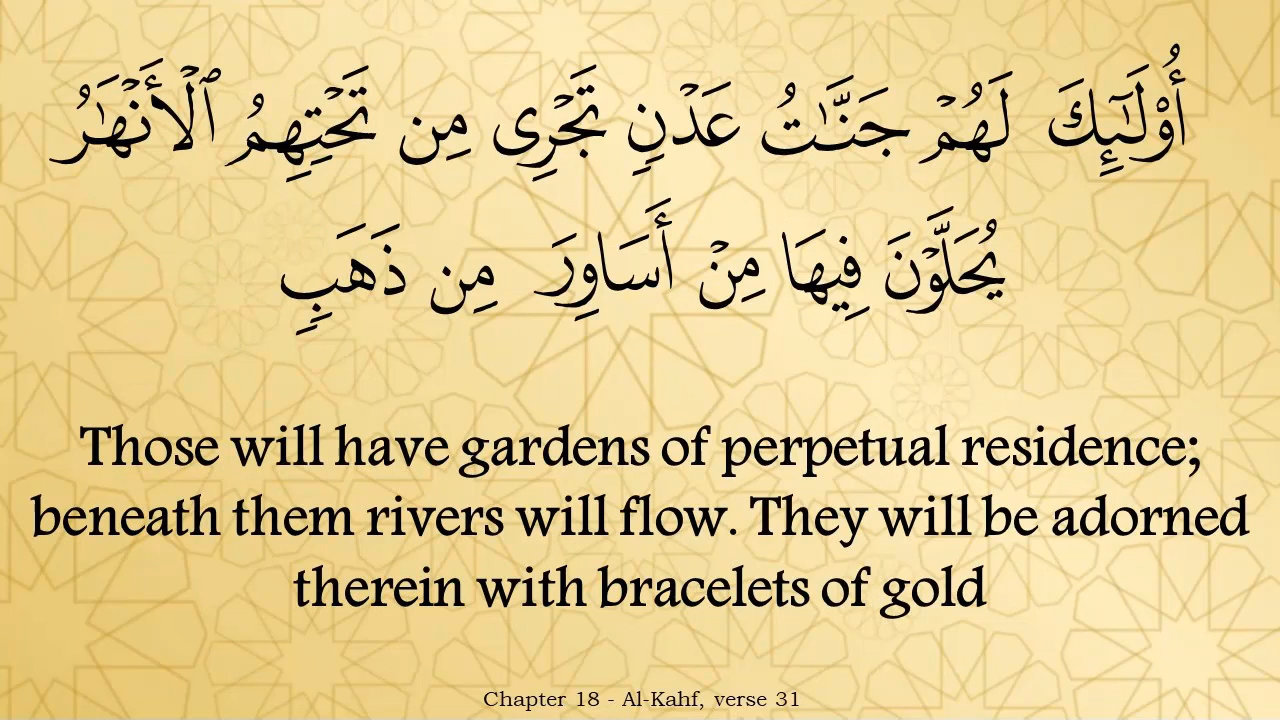 أُو۟لَـٰٓئِكَ لَهُمْ جَنَّـٰتُ عَدْنٍ تَجْرِى مِن تَحْتِهِمُ ٱلْأَنْهَـٰرُ
يُحَلَّوْنَ فِيهَا مِنْ أَسَاوِرَ مِن ذَهَبٍ
Those will have gardens of perpetual residence;
beneath them rivers will flow. They will be adorned
therein with bracelets of gold
Chapter 18 - Al-Kahf, verse 31